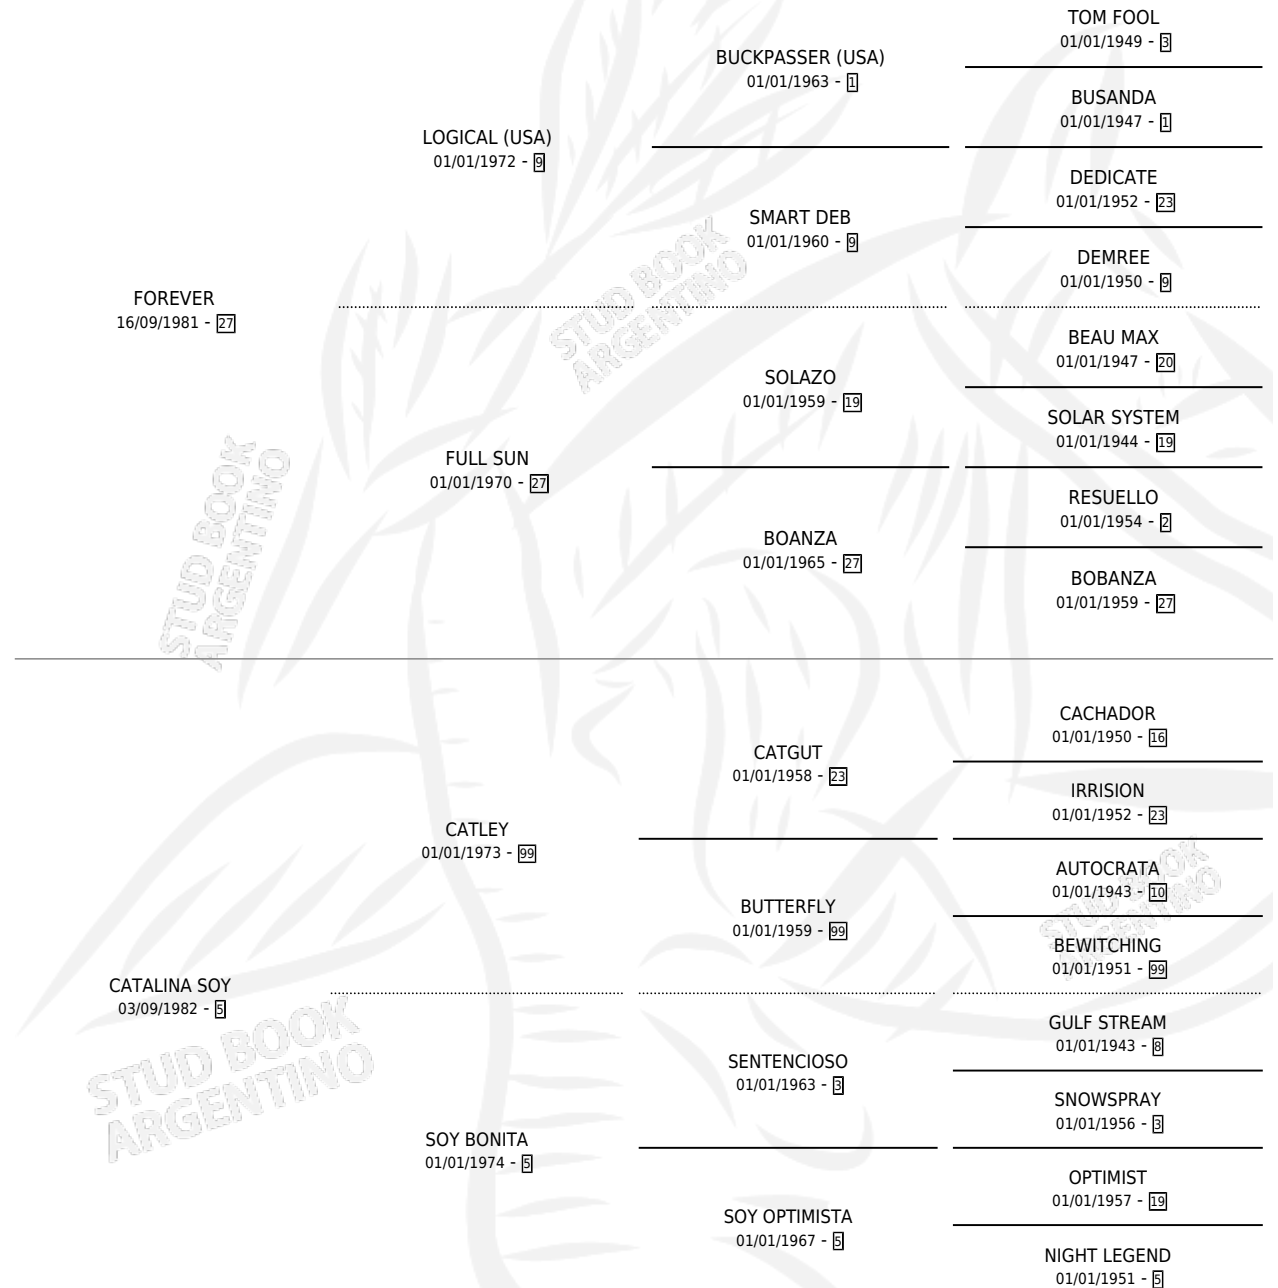 TOM FOOL
01/01/1949 - 3
BUCKPASSER (USA)
01/01/1963 - 1
BUSANDA
01/01/1947 - 1
LOGICAL (USA)
01/01/1972 - 9
DEDICATE
01/01/1952 - 23
SMART DEB
01/01/1960 - 9
DEMREE
01/01/1950 - 9
FOREVER
16/09/1981 - 27
BEAU MAX
01/01/1947 - 20
SOLAZO
01/01/1959 - 19
SOLAR SYSTEM
01/01/1944 - 19
FULL SUN
01/01/1970 - 27
RESUELLO
01/01/1954 - 2
BOANZA
01/01/1965 - 27
BOBANZA
01/01/1959 - 27
STUD BOOK
ARGENTINO
STUD BOOK
ARGENTINO
CACHADOR
01/01/1950 - 16
CATGUT
01/01/1958 - 23
IRRISION
01/01/1952 - 23
CATLEY
01/01/1973 - 99
AUTOCRATA
01/01/1943 - 10
BUTTERFLY
01/01/1959 - 99
BEWITCHING
01/01/1951 - 99
CATALINA SOY
03/09/1982 - 5
GULF STREAM
01/01/1943 - 8
SENTENCIOSO
01/01/1963 - 3
SNOWSPRAY
01/01/1956 - 3
SOY BONITA
01/01/1974 - 5
OPTIMIST
01/01/1957 - 19
SOY OPTIMISTA
01/01/1967 - 5
NIGHT LEGEND
01/01/1951 - 5
STUD BOOK
ARGENTINO
STUD BOOK
ARGENTINO